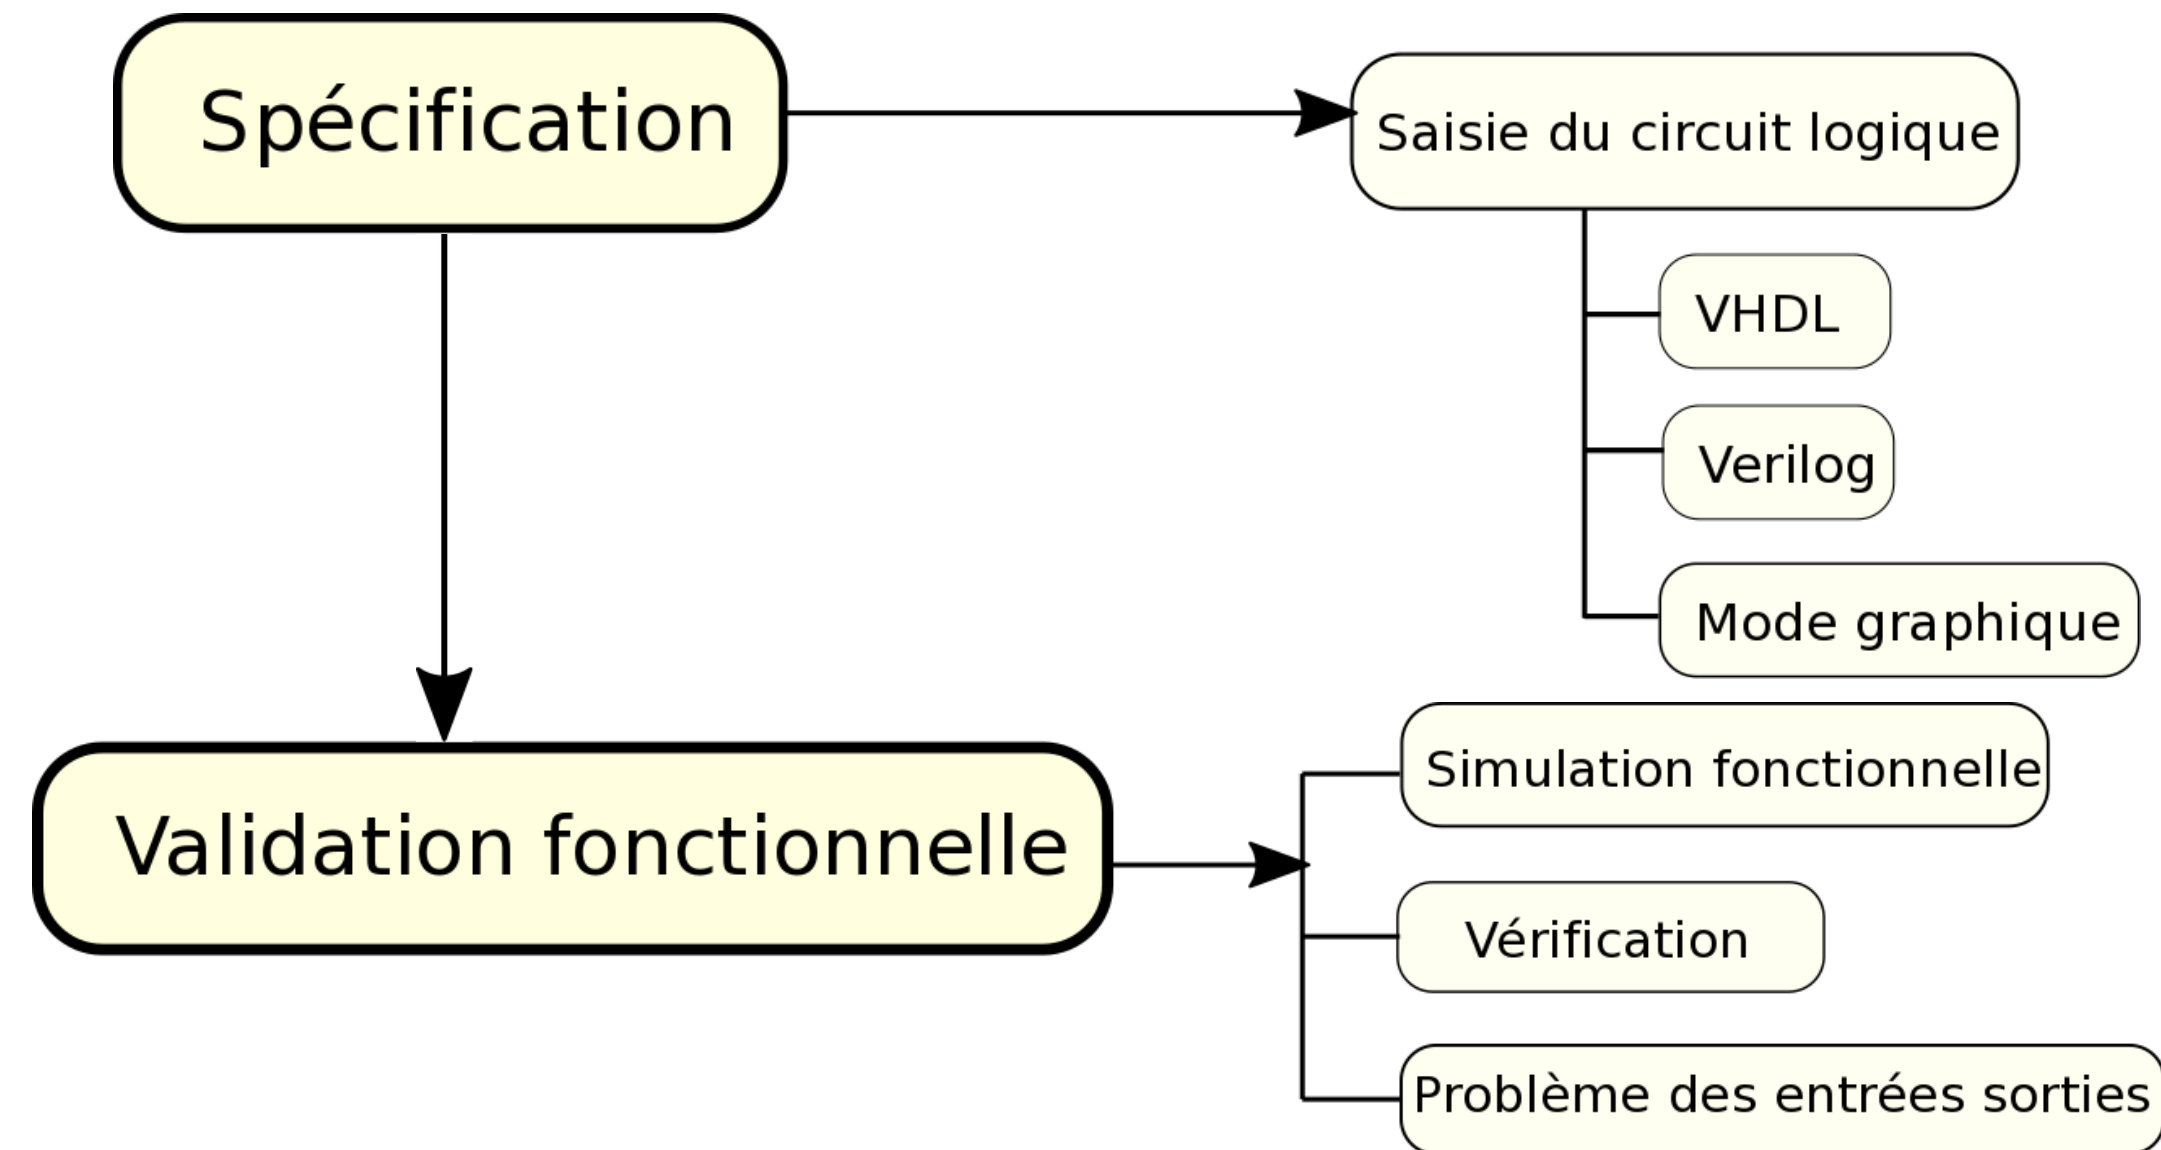 Spécification
Saisie du circuit logique
VHDL
Verilog
Mode graphique
Validation fonctionnelle
Simulation fonctionnelle
Vérification
Problème des entrées sorties